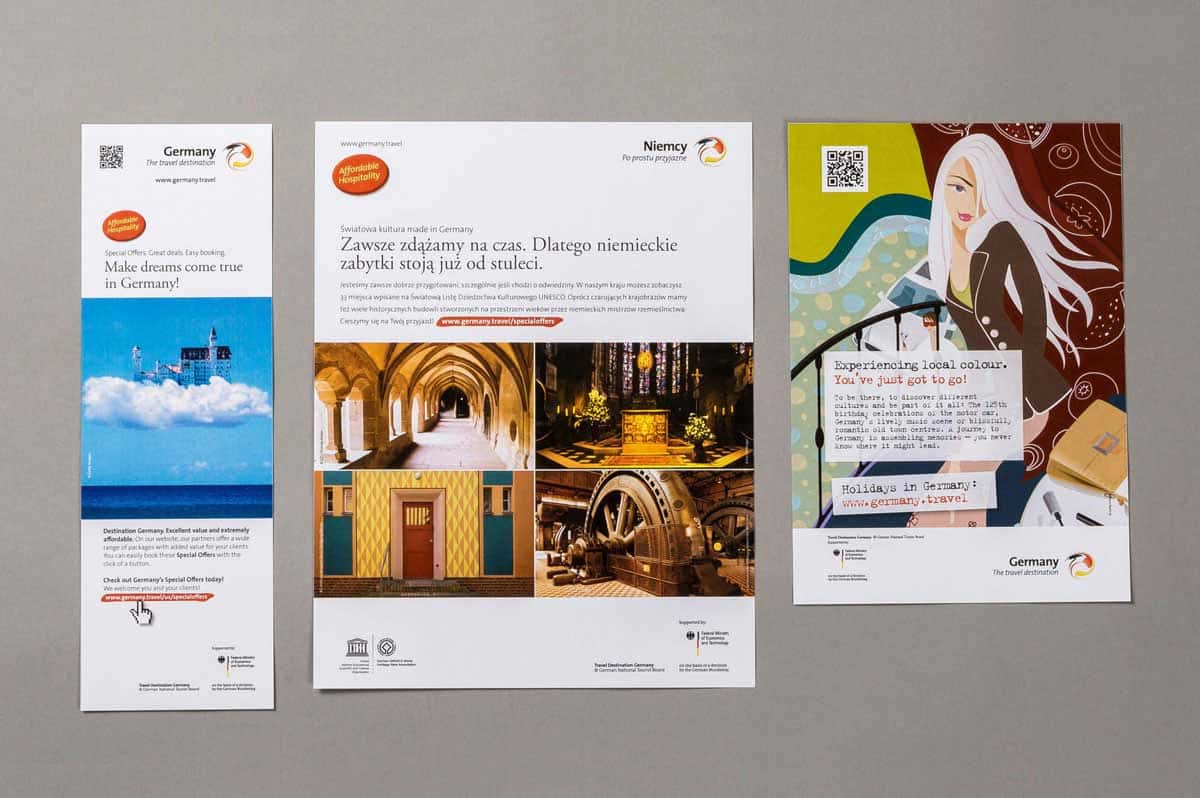 Germany
The travel destination
www.germany.travel
Affordable
Hospitality
Special Offers. Great deals. Easy booking.
Make dreams come true
in Germany!
Destination Germany. Excellent value and extremely
affordable. On our website, our partners offer a wide
range of packages with added value for your clients.
You can easily book these Special Offers with the
click of a button.
Check out Germany's Special Offers today!
We welcome you and your clients!
www.germany.travel/us/specialoffers
Supported by:
Federal Ministry
of Economics
and Technology
Travel Destination Germany
© German National Tourist Board
on the basis of a decision
by the German Bundestag
www.germany.travel
Niemcy
Po prostu przyjazne
Affordable
Hospitality
Światowa kultura made in Germany
Zawsze zdążamy na czas. Dlatego niemieckie
zabytki stoją już od stuleci.
Jesteśmy zawsze dobrze przygotowani, szczególnie jeśli chodzi o odwiedziny. W naszym kraju możesz zobaczyć
33 miejsca wpisane na Światową Listę Dziedzictwa Kulturowego UNESCO. Oprócz czarujących krajobrazów mamy
też wiele historycznych budowli stworzonych na przestrzeni wieków przez niemieckich mistrzów rzemieślnictwa.
Cieszymy się na Twój przyjazd! www.germany.travel/specialoffers
Supported by:
Federal Ministry
of Economics
and Technology
Travel Destination Germany
© German National Tourist Board
on the basis of a decision
by the German Bundestag
Experiencing local colour.
You've just got to go!
To be there, to discover different
cultures and be part of it all: The 125th
birthday celebrations of the motor car,
Germany's lively music scene or blissfully
romantic old town centres. A journey to
Germany is assembling memories – you never
know where it might lead.
Holidays in Germany:
www.germany.travel
Travel Destination Germany © German National Tourist Board
Supported by:
Federal Ministry
of Economics
and Technology
on the basis of a decision
by the German Bundestag
Germany
The travel destination